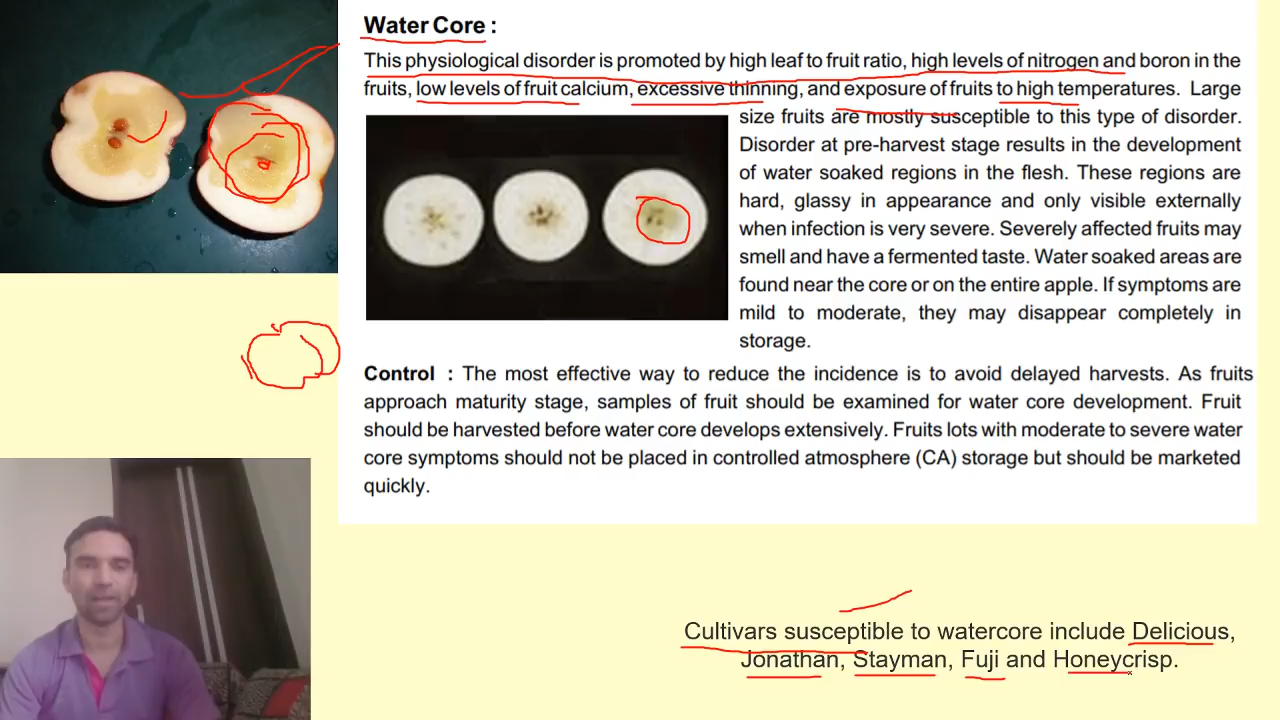 Water Core :
This physiological disorder is promoted by high leaf to fruit ratio, high levels of nitrogen and boron in the
fruits, low levels of fruit calcium, excessive thinning, and exposure of fruits to high temperatures. Large
size fruits are mostly susceptible to this type of disorder.
Disorder at pre-harvest stage results in the development
of water soaked regions in the flesh. These regions are
hard, glassy in appearance and only visible externally
when infection is very severe. Severely affected fruits may
smell and have a fermented taste. Water soaked areas are
found near the core or on the entire apple. If symptoms are
mild to moderate, they may disappear completely in
storage.
Control : The most effective way to reduce the incidence is to avoid delayed harvests. As fruits
approach maturity stage, samples of fruit should be examined for water core development. Fruit
should be harvested before water core develops extensively. Fruits lots with moderate to severe water
core symptoms should not be placed in controlled atmosphere (CA) storage but should be marketed
quickly.
Cultivars susceptible to watercore include Delicious,
Jonathan, Stayman, Fuji and Honeycrisp.